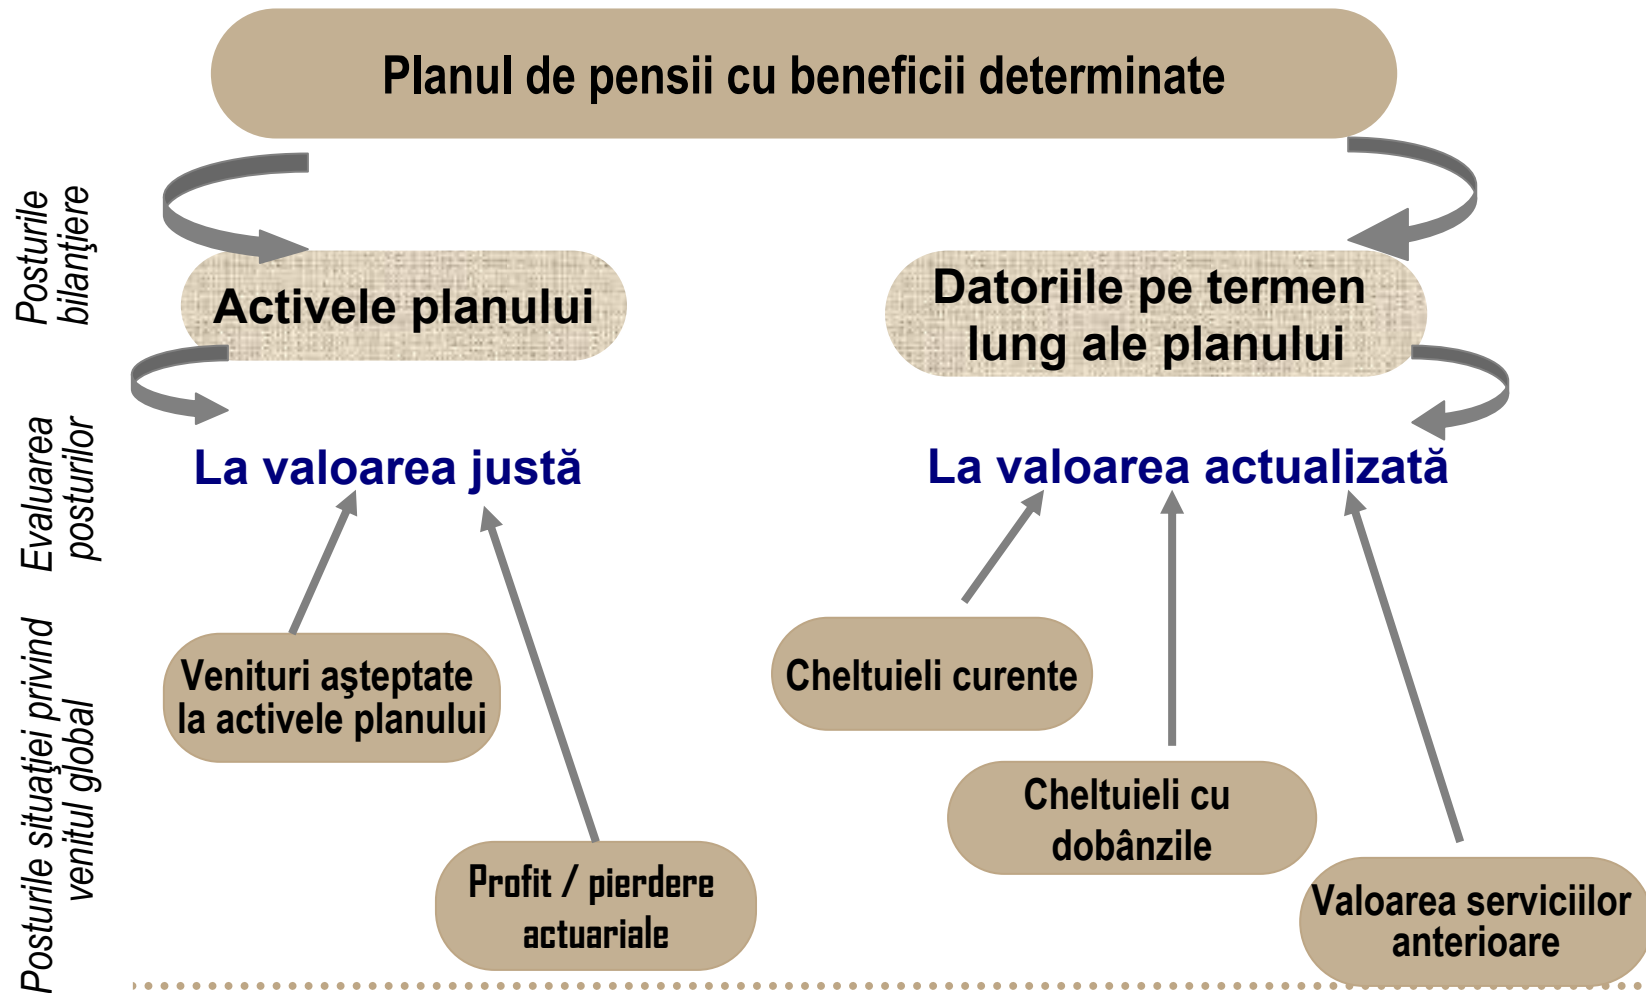 Planul de pensii cu beneficii determinate
Posturile
bilanţiere
Activele planului
Datoriile pe termen
lung ale planului
Evaluarea
posturilor
La valoarea justă
La valoarea actualizată
Posturile situaţiei privind
venitul global
Venituri aşteptate
la activele planului
Cheltuieli curente
Cheltuieli cu
dobânzile
Profit / pierdere
actuariale
Valoarea serviciilor
anterioare